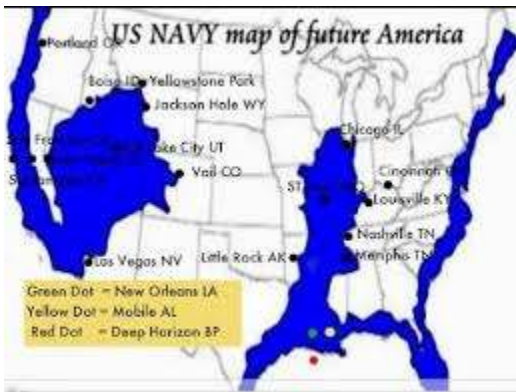 US NAVY map of future America
Portland OR
Boise ID
Yellowstone Park
Jackson Hole WY
Chicago IL
Lake City UT
Vail CO
Cincinnati
Louisville KY
Nashville TN
Las Vegas NV
Little Rock AK
Memphis TN
Green Dot = New Orleans LA
Yellow Dot = Mobile AL
Red Dot = Deep Horizon BP